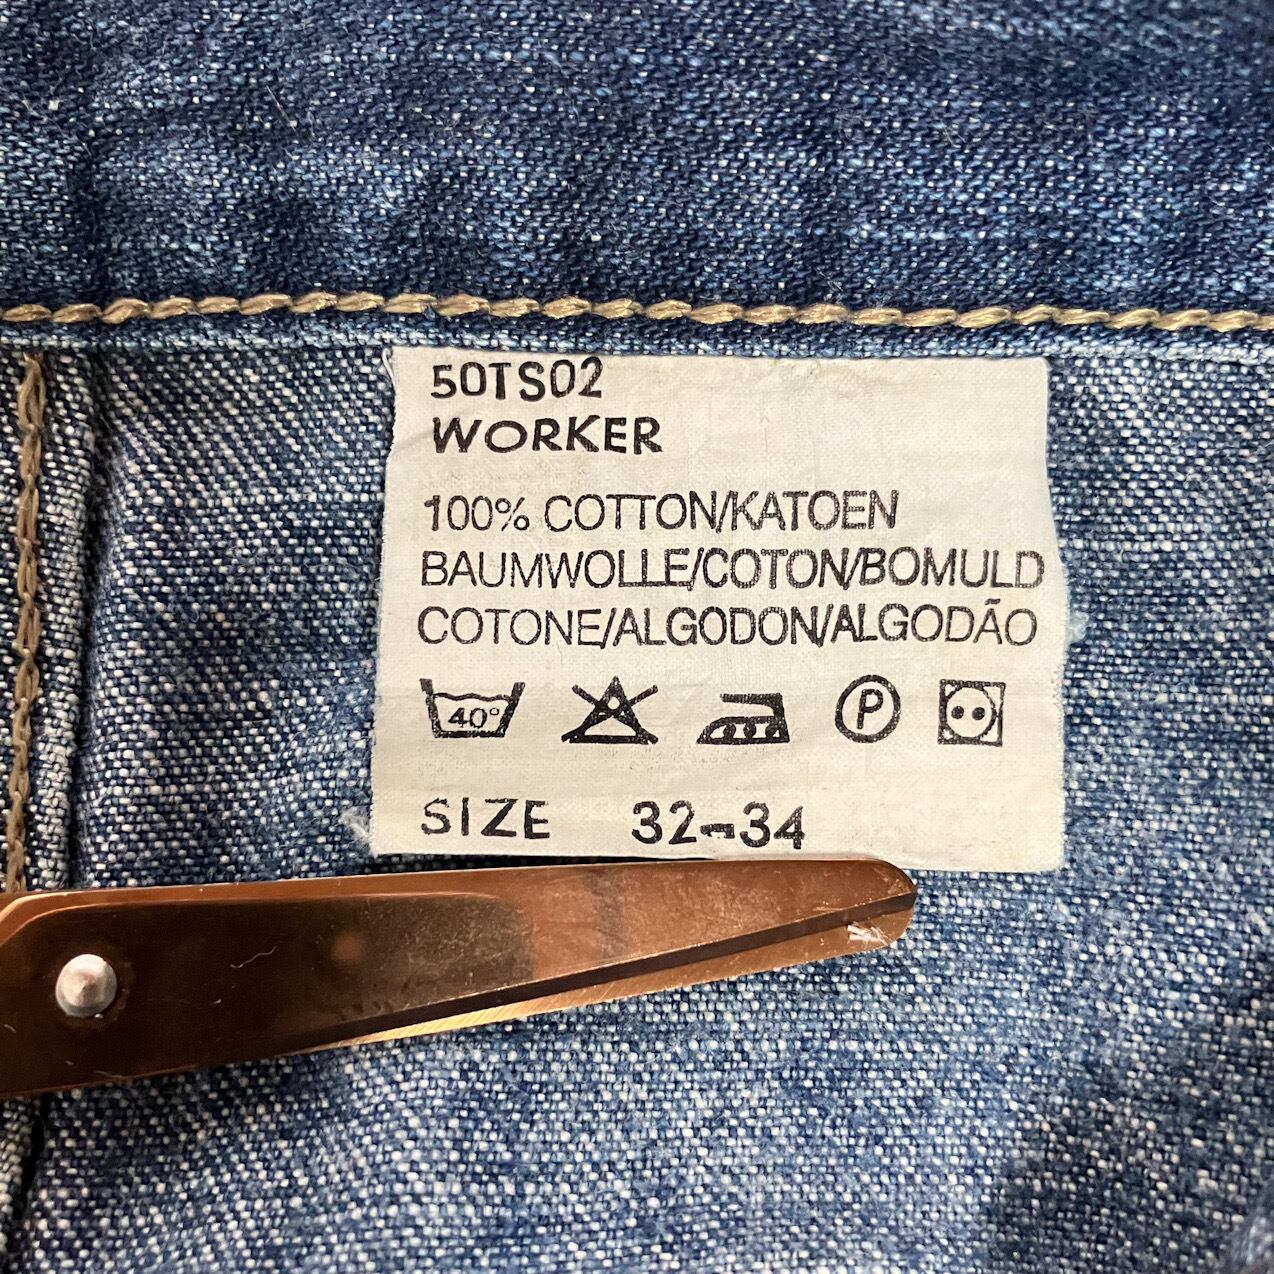 50TS02
WORKER
100% COTTON/KATOEN
BAUMWOLLE/COTON/BOMULD
COTONE/ALGODON/ALGODÃO
40° P
SIZE 32-34